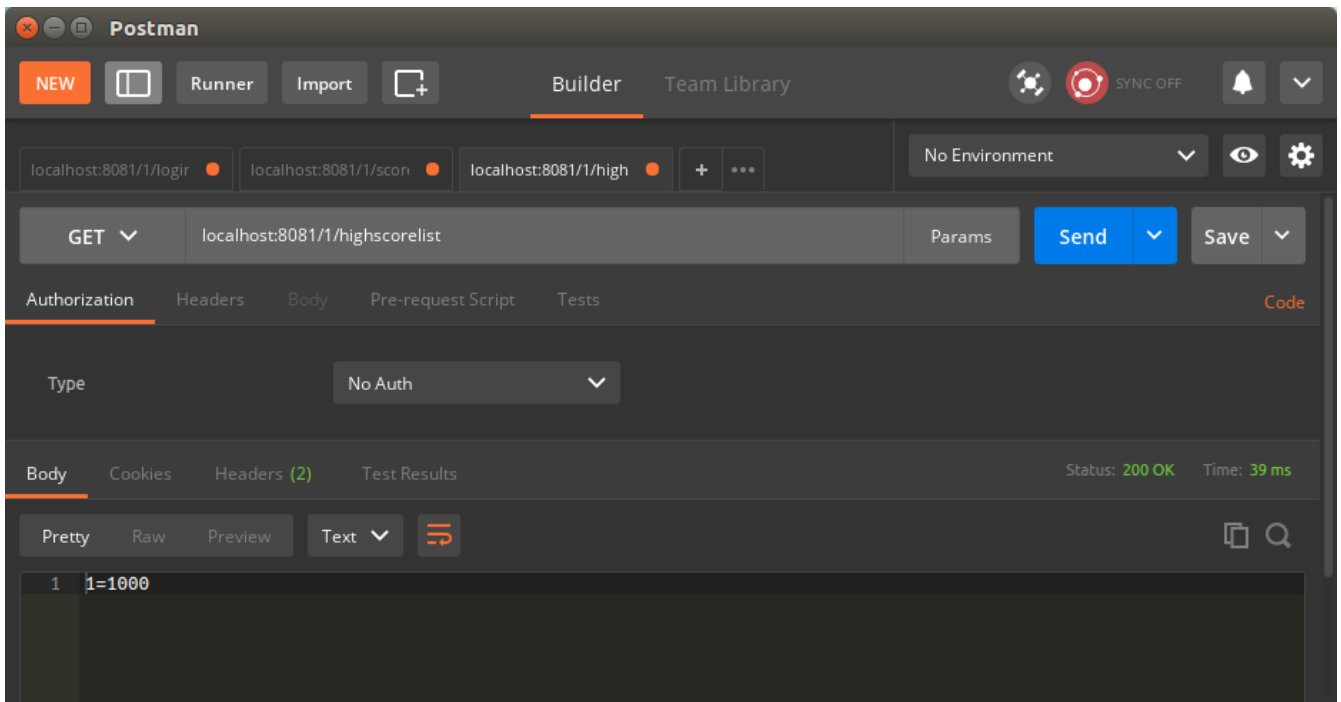 Postman
NEW Runner Import Builder Team Library SYNC OFF
localhost:8081/1/login localhost:8081/1/scor localhost:8081/1/high + ••• No Environment
GET localhost:8081/1/highscorelist Params Send Save
Authorization Headers Body Pre-request Script Tests Code
Type No Auth
Body Cookies Headers (2) Test Results Status: 200 OK Time: 39 ms
Pretty Raw Preview Text
1 1=1000